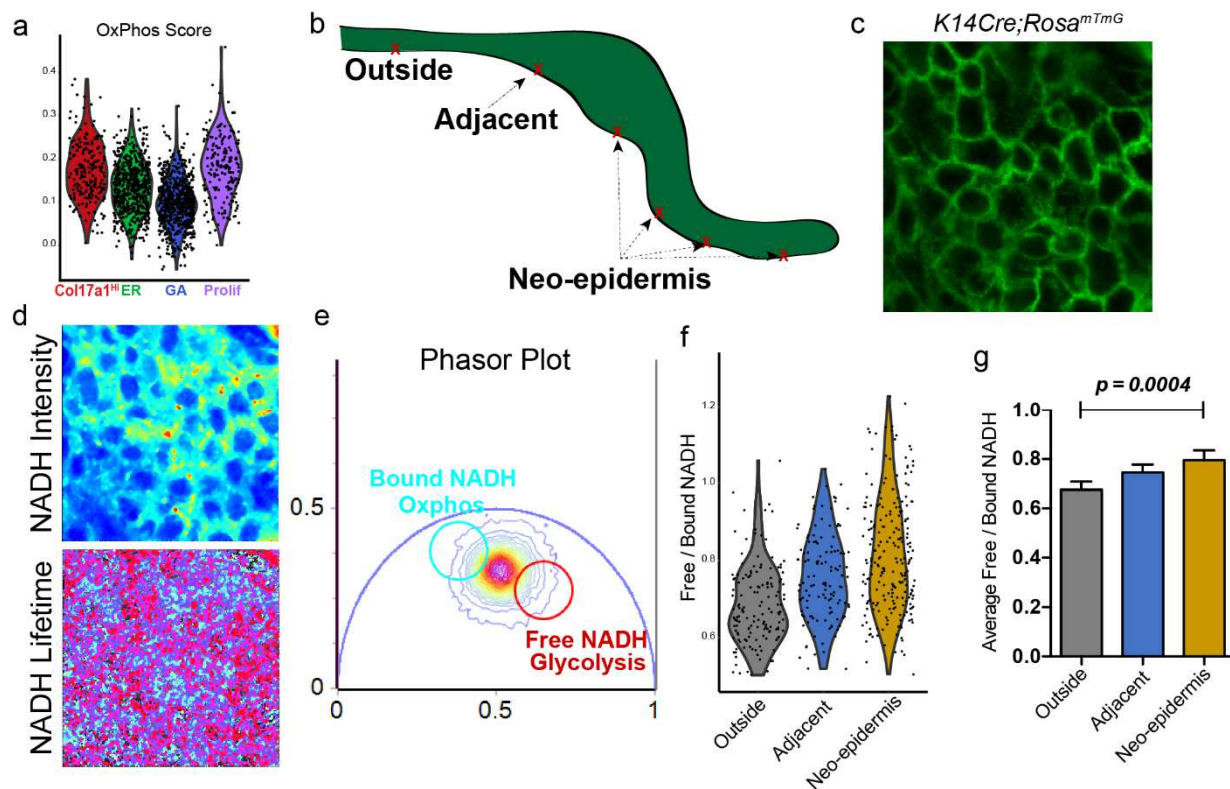 a
OxPhos Score
0.4
0.3
0.2
0.1
0.0
Col17a1Hi ER GA Prolif
b
Outside
Adjacent
Neo-epidermis
c
K14Cre;RosamTmG
d
NADH Intensity
NADH Lifetime
e
Phasor Plot
Bound NADH
Oxphos
Free NADH
Glycolysis
0.5
0
0 0.5 1
f
Free / Bound NADH
1.2
1.0
0.8
0.6
Outside
Adjacent
Neo-epidermis
g
p = 0.0004
Average Free / Bound NADH
1.0
0.8
0.6
0.4
0.2
0.0
Outside
Adjacent
Neo-epidermis